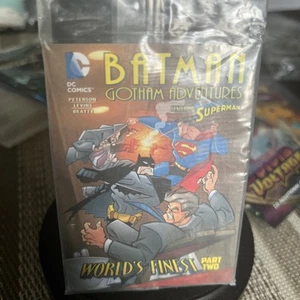 DC COMICS
BATMAN
GOTHAM ADVENTURES
PETERSON
LEVINS
BEATTY
SUPERMAN
WORLD'S FINEST PART TWO